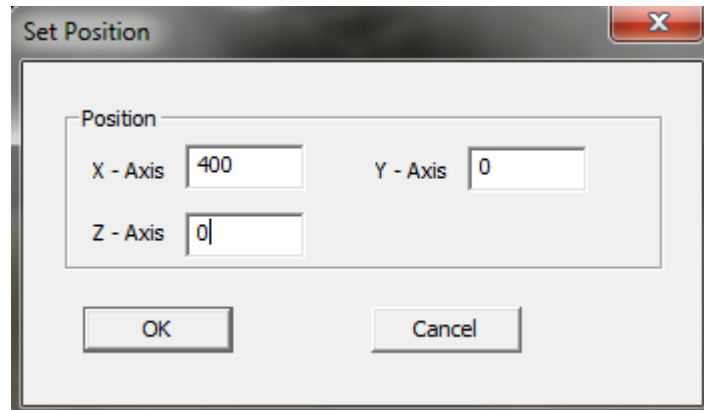 Set Position
Position
X - Axis 400 Y - Axis 0
Z - Axis 0
OK Cancel